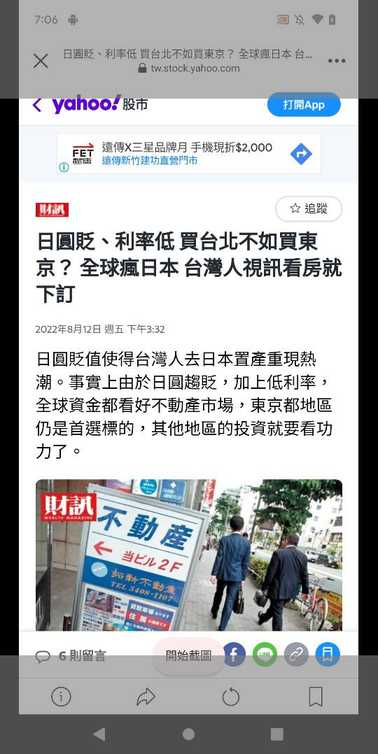 7:06
日圓貶、利率低 買台北不如買東京？ 全球瘋日本 台...
tw.stock.yahoo.com
yahoo! 股市
打開App
FET
遠傳X三星品牌月 手機現折$2,000
遠傳新竹建功直營門市
財訊
追蹤
日圓貶、利率低 買台北不如買東
京？ 全球瘋日本 台灣人視訊看房就
下訂
2022年8月12日 週五 下午3:32
日圓貶值使得台灣人去日本置產重現熱
潮。事實上由於日圓趨貶，加上低利率，
全球資金都看好不動產市場，東京都地區
仍是首選標的，其他地區的投資就要看功
力了。
財訊
WEALTH MAGAZINE
不動産
当ビル2F
6 則留言
開始截圖